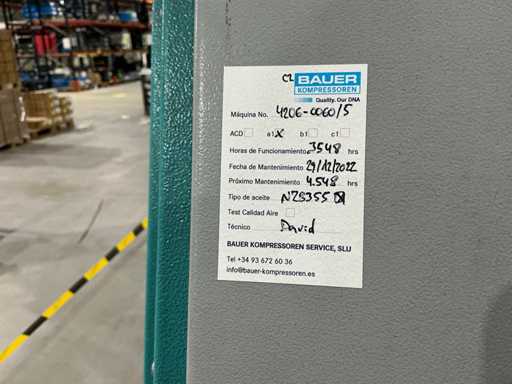 C2 BAUER
KOMPRESSOREN
Quality. Our DNA
Máquina No. 4206-0060/5
ACD a1 X b1 c1
Horas de Funcionamiento 3548 hrs
Fecha de Mantenimiento 29/12/2022
Próximo Mantenimiento 4.548 hrs
Tipo de aceite N28355
Test Calidad Aire
Técnico David
BAUER KOMPRESSOREN SERVICE, SLU
Tel +34 93 672 60 36
info@bauer-kompressoren.es